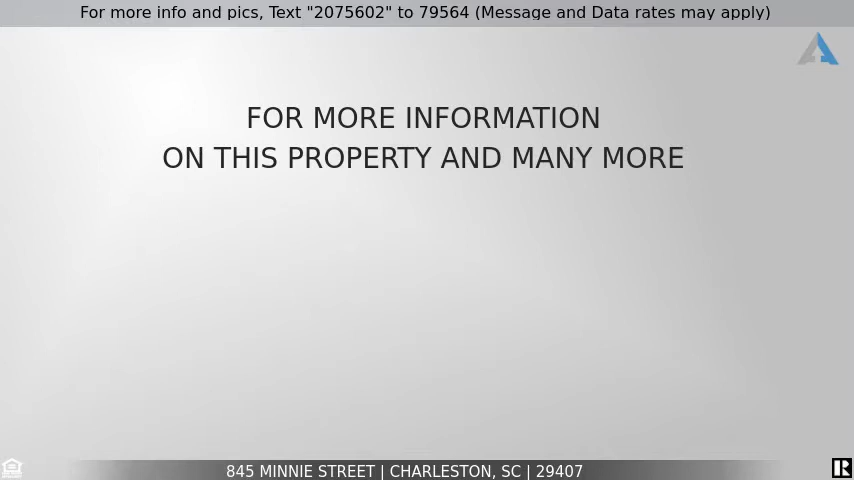 For more info and pics, Text "2075602" to 79564 (Message and Data rates may apply)
FOR MORE INFORMATION
ON THIS PROPERTY AND MANY MORE
845 MINNIE STREET | CHARLESTON, SC | 29407